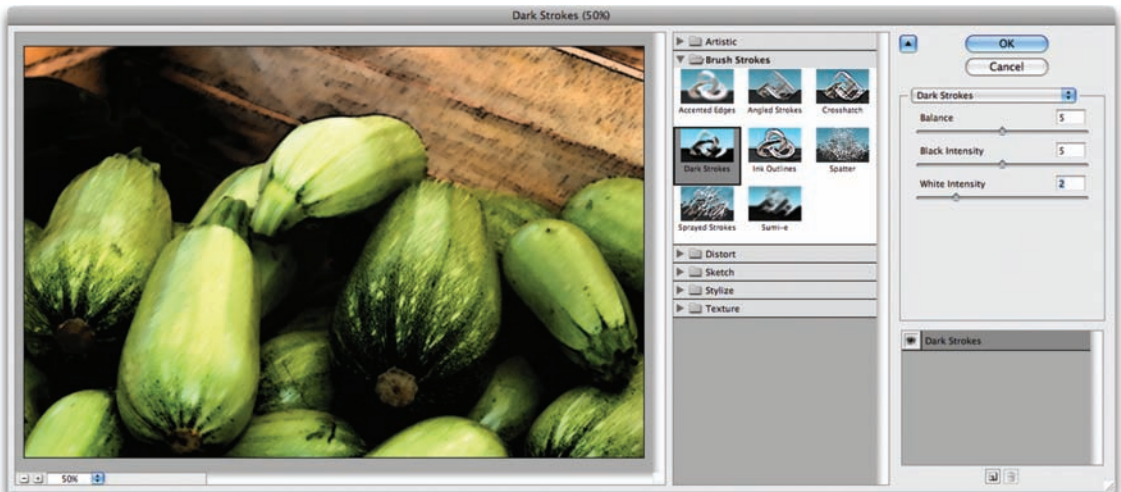 Dark Strokes (50%)
Artistic
Brush Strokes
Accented Edges
Angled Strokes
Crosshatch
Dark Strokes
Ink Outlines
Spatter
Sprayed Strokes
Sumi-e
Distort
Sketch
Stylize
Texture
OK
Cancel
Dark Strokes
Balance 5
Black Intensity 5
White Intensity 2
Dark Strokes
50%